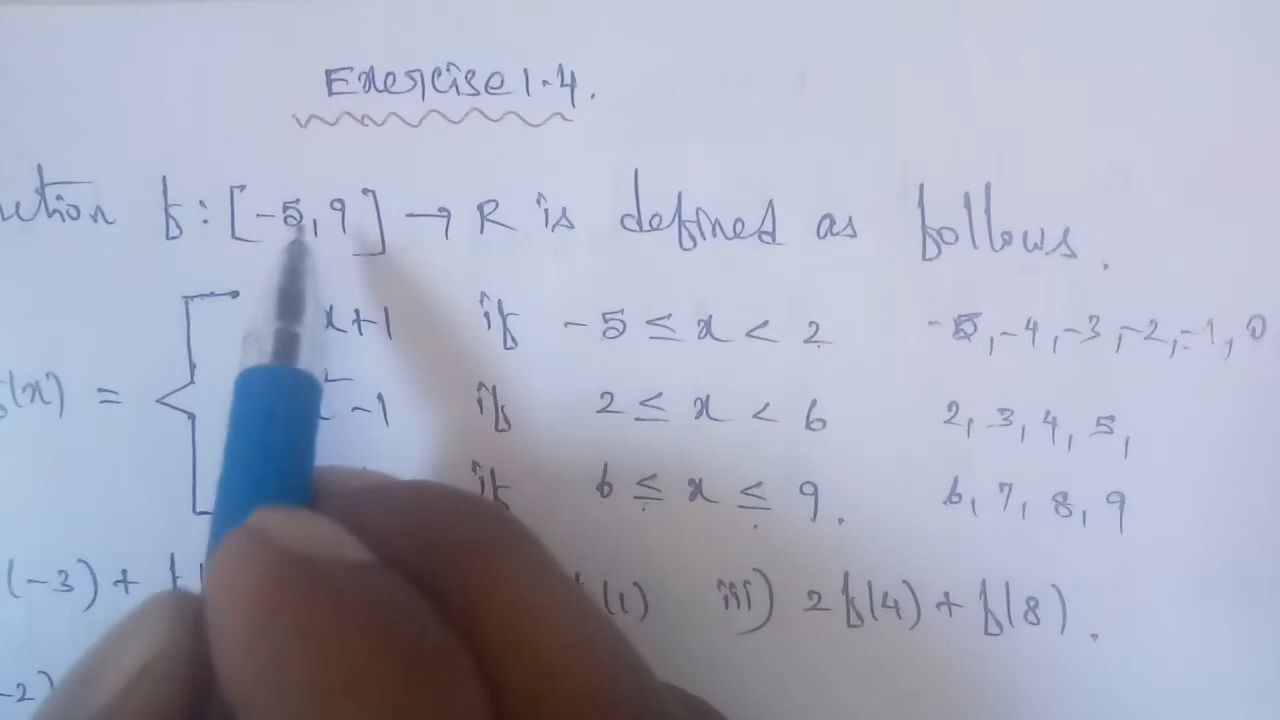 Exercise 1.4.
f: [-5, 9] → R is defined as follows.
x+1 if -5 ≤ x < 2 -5, -4, -3, -2, -1, 0
(x) = { -1 if 2 ≤ x < 6 2, 3, 4, 5,
if 6 ≤ x ≤ 9. 6, 7, 8, 9
(-3) + f (1) iii) 2f(4) + f(8).
-2)